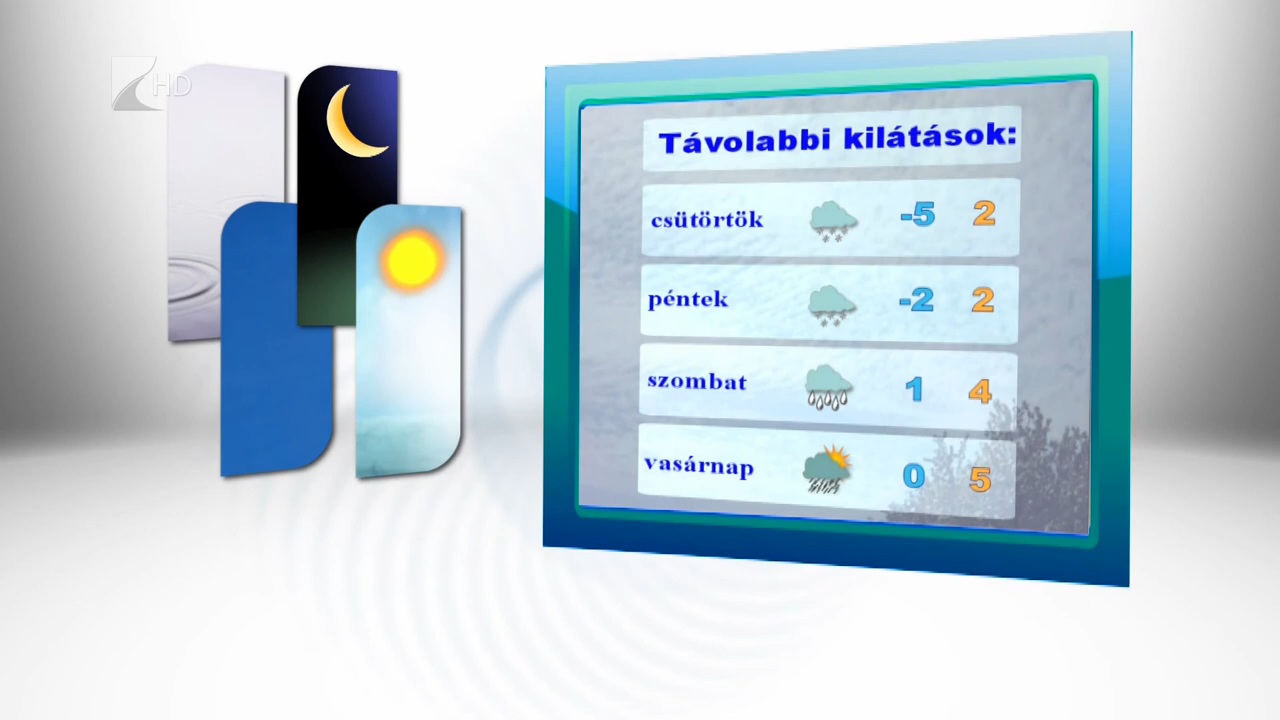 HD
Távolabbi kilátások:
csütörtök -5 2
péntek -2 2
szombat 1 4
vasárnap 0 5